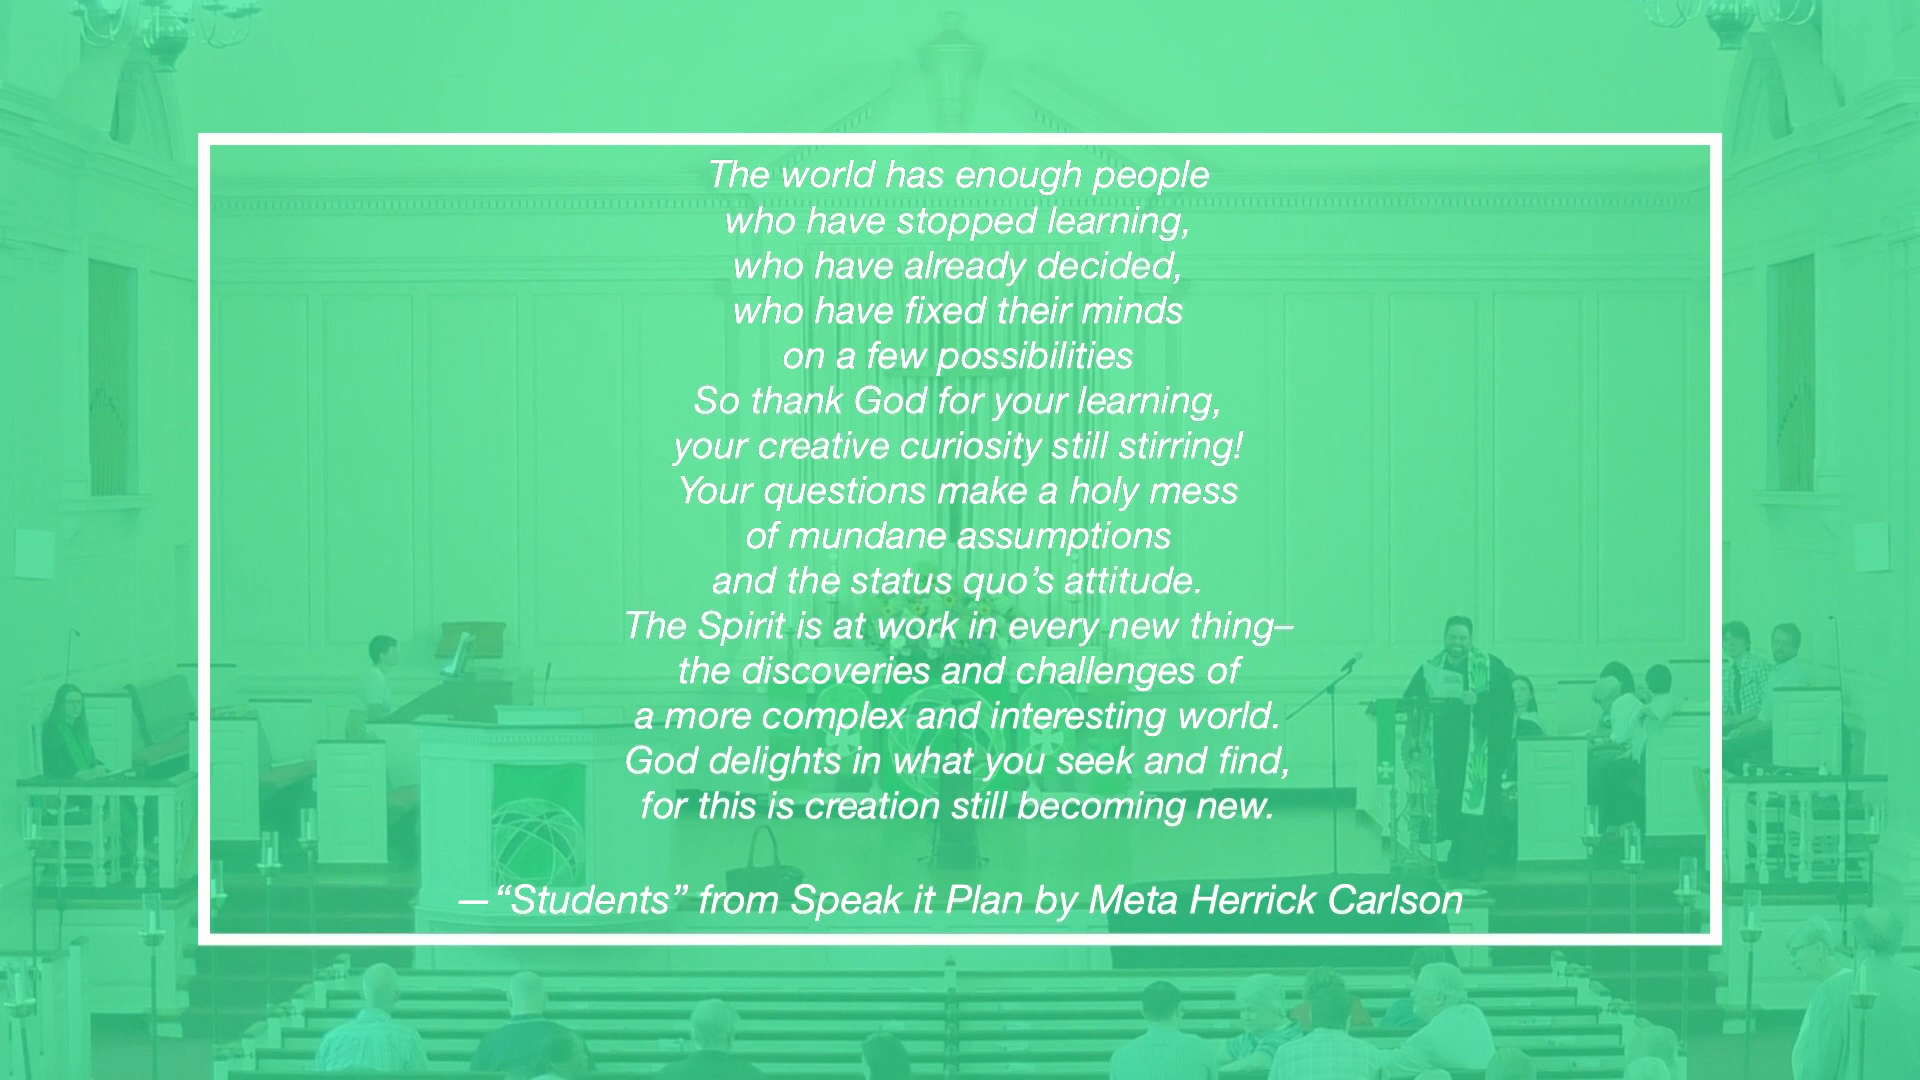 The world has enough people
who have stopped learning,
who have already decided,
who have fixed their minds
on a few possibilities
So thank God for your learning,
your creative curiosity still stirring!
Your questions make a holy mess
of mundane assumptions
and the status quo’s attitude.
The Spirit is at work in every new thing–
the discoveries and challenges of
a more complex and interesting world.
God delights in what you seek and find,
for this is creation still becoming new.
—“Students” from Speak it Plan by Meta Herrick Carlson